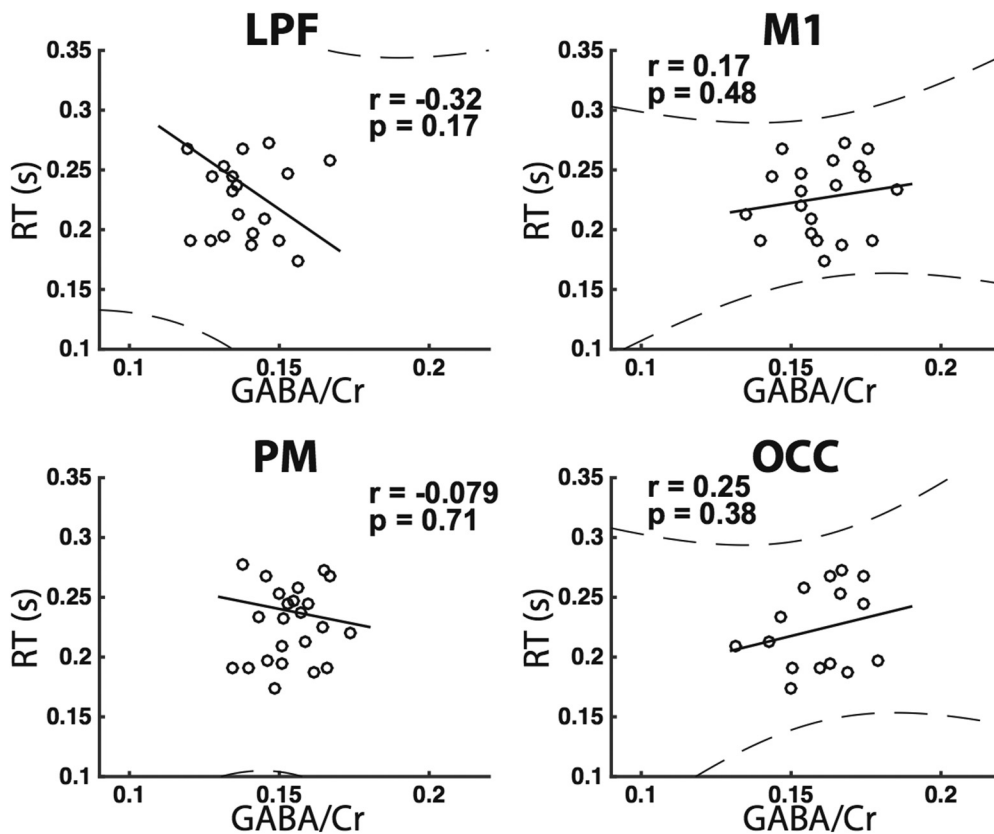 LPF
r = -0.32
p = 0.17
0.35
0.3
0.25
0.2
0.15
0.1
RT (s)
0.1
0.15
0.2
GABA/Cr
M1
r = 0.17
p = 0.48
0.35
0.3
0.25
0.2
0.15
0.1
RT (s)
0.1
0.15
0.2
GABA/Cr
PM
r = -0.079
p = 0.71
0.35
0.3
0.25
0.2
0.15
0.1
RT (s)
0.1
0.15
0.2
GABA/Cr
OCC
r = 0.25
p = 0.38
0.35
0.3
0.25
0.2
0.15
0.1
RT (s)
0.1
0.15
0.2
GABA/Cr